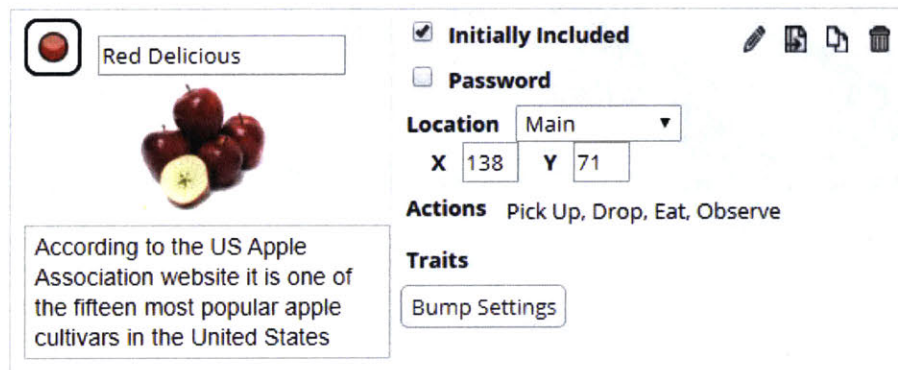 Red Delicious
According to the US Apple
Association website it is one of
the fifteen most popular apple
cultivars in the United States
Initially Included
Password
Location Main
X 138 Y 71
Actions Pick Up, Drop, Eat, Observe
Traits
Bump Settings